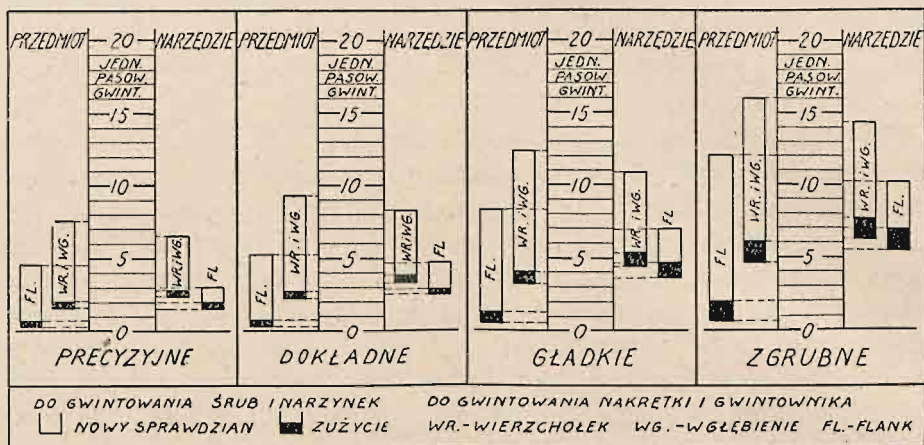 PRZEDMIOT 20 NARZĘDZIE PRZEDMIOT 20 NARZĘDZIE PRZEDMIOT 20 NARZĘDZIE PRZEDMIOT 20 NARZĘDZIE
JEDN. JEDN. JEDN. JEDN.
PASOW. PASOW. PASOW. PASOW.
GWINT. GWINT. GWINT. GWINT.
15 15 15 15
10 10 10 10
5 5 5 5
0 0 0 0
FL. WR. i WG. WR. i WG. FL
FL. WR. i WG. WR i WG. FL.
FL. WR. i WG. WR. i WG. FL
FL. WR. i WG. WR. i WG. FL.
PRECYZYJNE DOKŁADNE GŁADKIE ZGRUBNE
DO GWINTOWANIA ŚRUB I NARZYNEK DO GWINTOWANIA NAKRĘTKI I GWINTOWNIKA
NOWY SPRAWDZIAN ZUŻYCIE WR.-WIERZCHOŁEK WG.-WGŁĘBIENIE FL.-FLANK